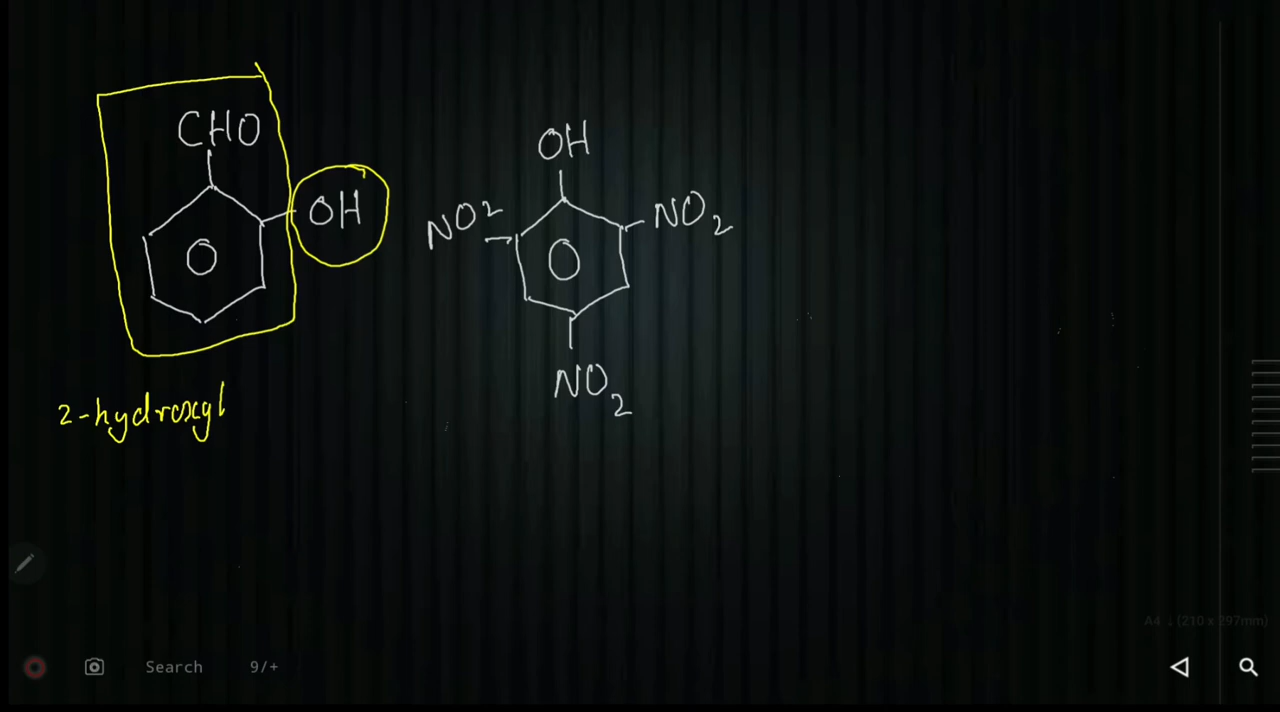 CHO
OH
OH
NO2
NO2
NO2
2-hydroxyl
A4 ↓(210 x 297mm)
Search
9/+